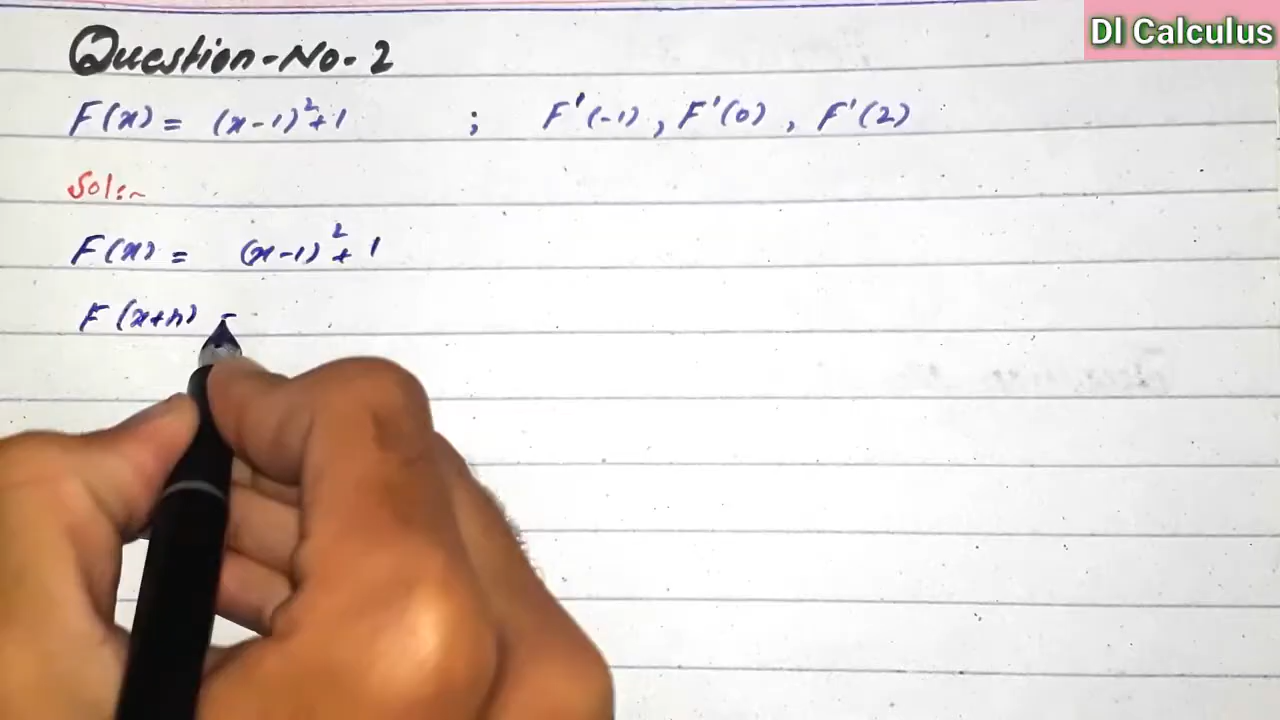 DI Calculus
Question-No-2
F(x) = (x-1)²+1 ; F'(-1), F'(0), F'(2)
Sol:~
F(x) = (x-1)²+1
F(x+h) =